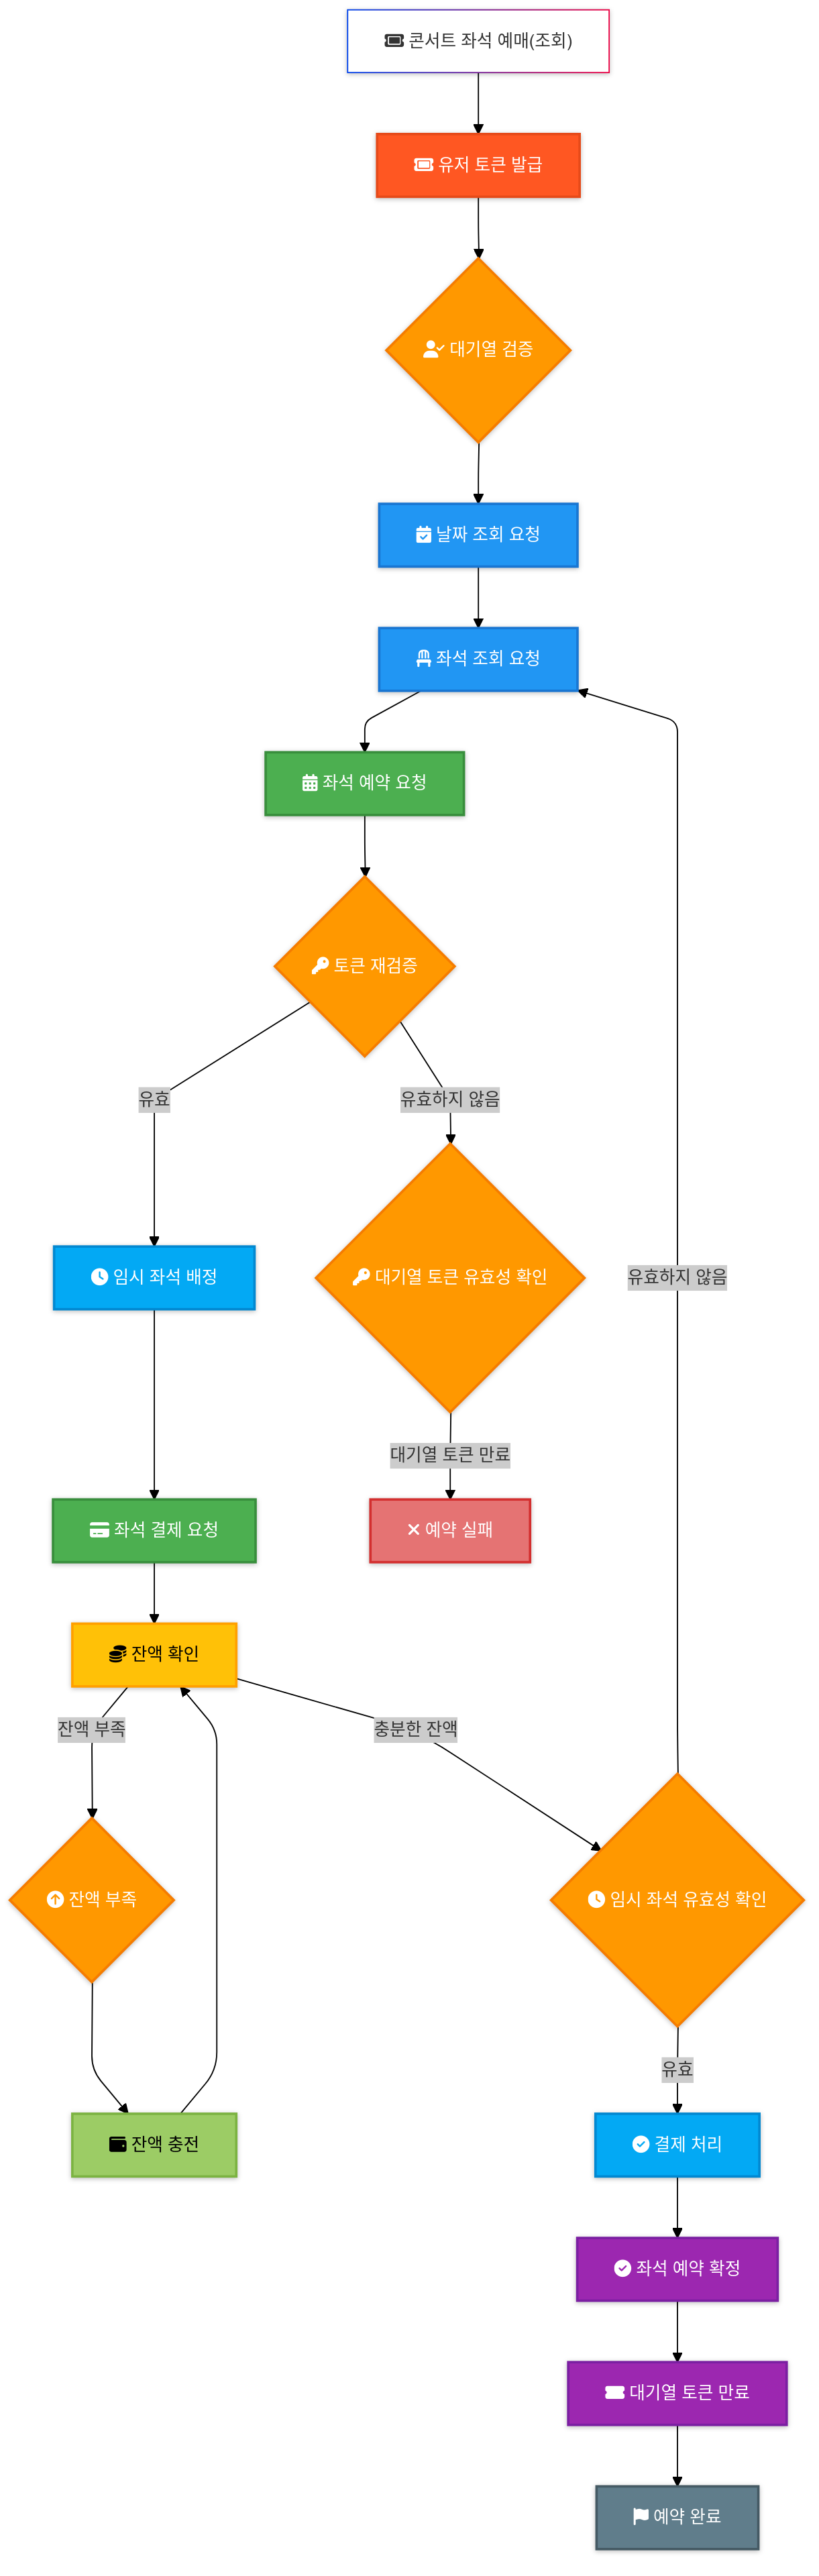 콘서트 좌석 예매(조회)
유저 토큰 발급
대기열 검증
날짜 조회 요청
좌석 조회 요청
좌석 예약 요청
토큰 재검증
유효
유효하지 않음
임시 좌석 배정
대기열 토큰 유효성 확인
유효하지 않음
대기열 토큰 만료
좌석 결제 요청
예약 실패
잔액 확인
잔액 부족
충분한 잔액
잔액 부족
임시 좌석 유효성 확인
유효
잔액 충전
결제 처리
좌석 예약 확정
대기열 토큰 만료
예약 완료